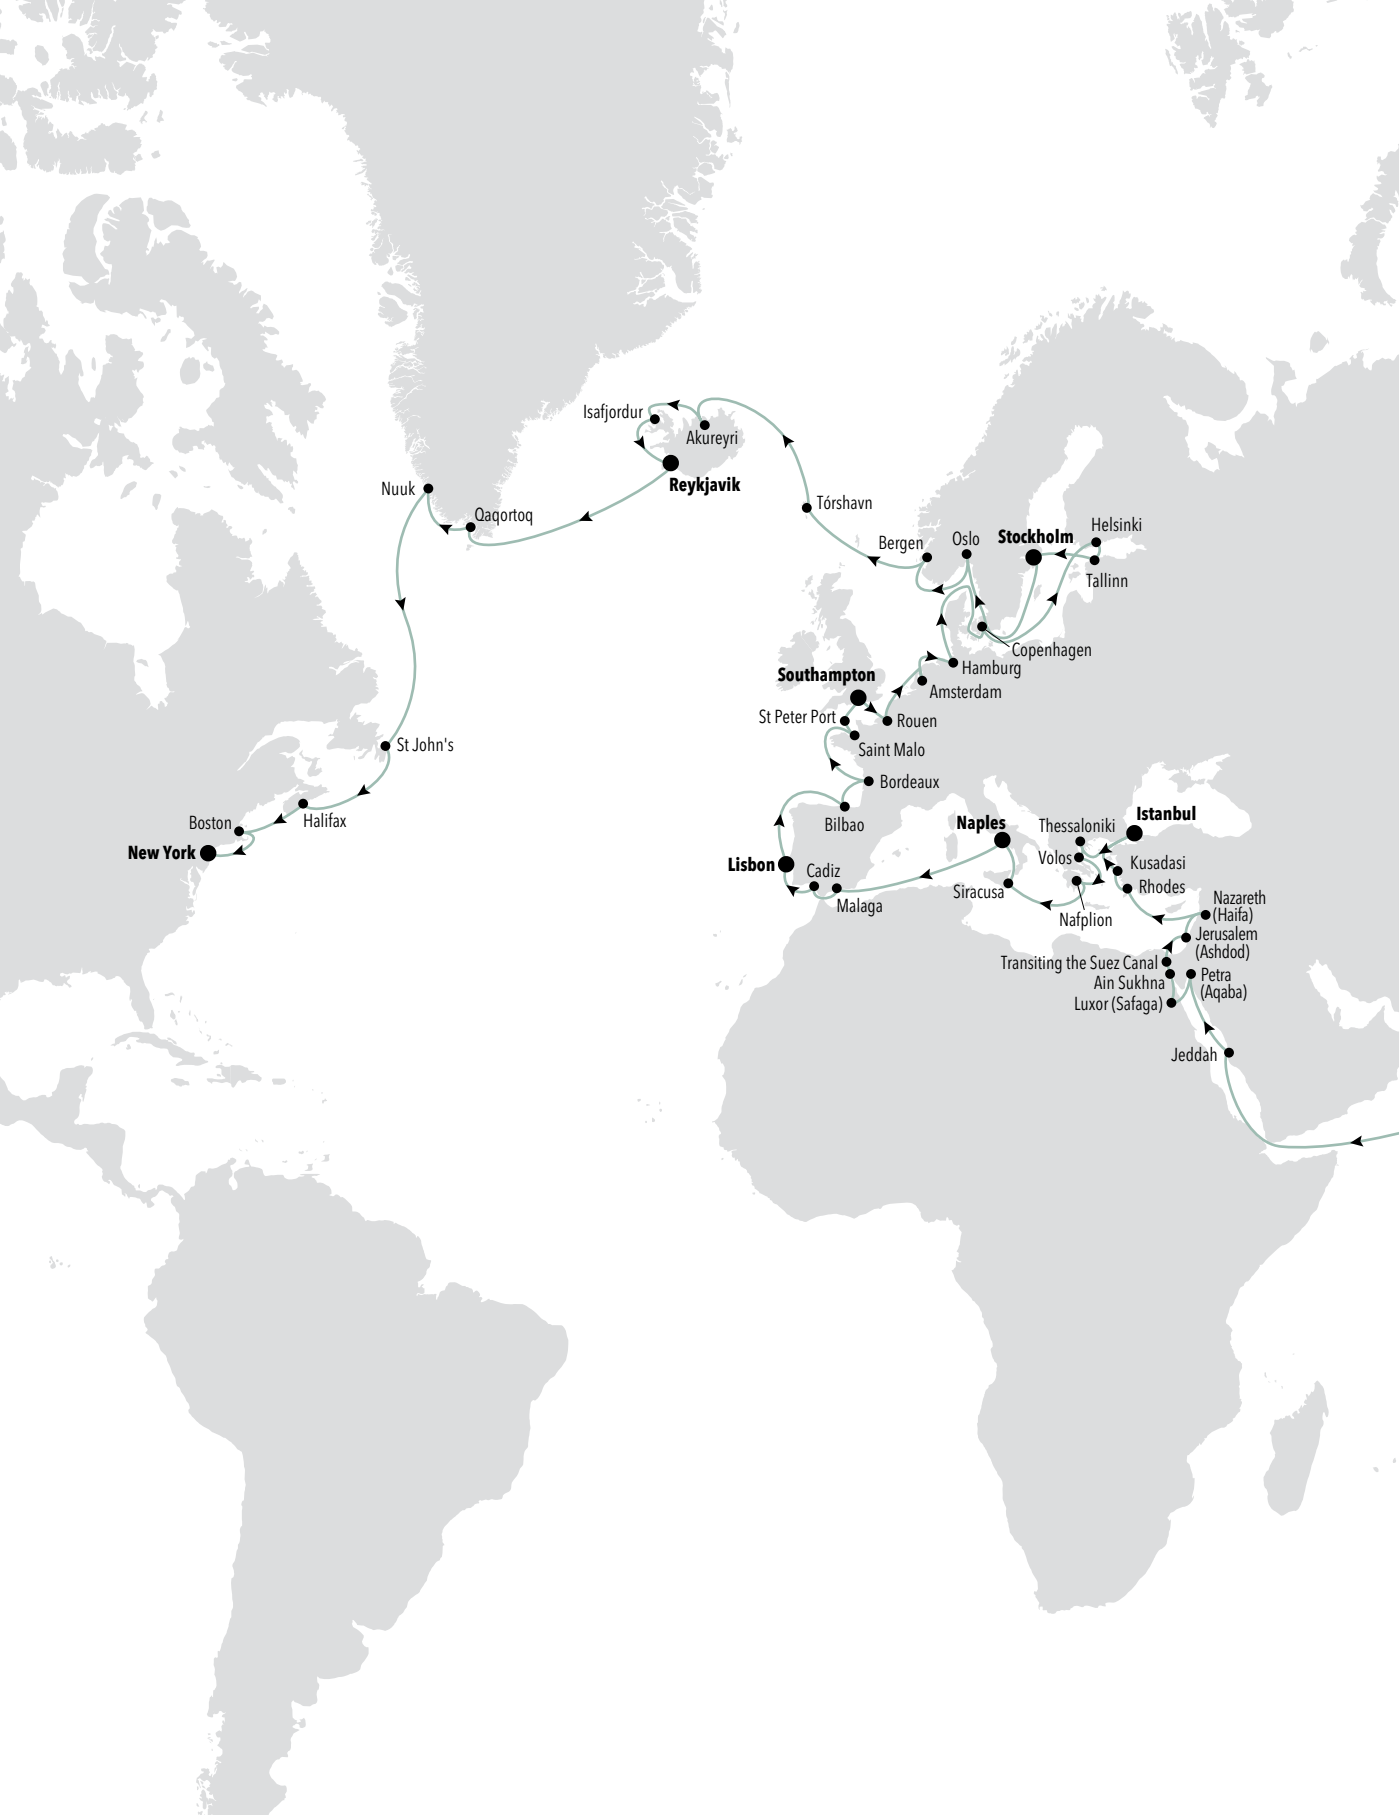 Isafjordur
Akureyri
Reykjavik
Nuuk
Qaqortoq
Tórshavn
Bergen
Oslo
Stockholm
Helsinki
Tallinn
Copenhagen
Hamburg
Amsterdam
Southampton
St Peter Port
Rouen
Saint Malo
St John's
Bordeaux
Bilbao
Halifax
Boston
New York
Naples
Thessaloniki
Istanbul
Volos
Kusadasi
Lisbon
Cadiz
Malaga
Siracusa
Rhodes
Nafplion
Nazareth
(Haifa)
Jerusalem
(Ashdod)
Transiting the Suez Canal
Ain Sukhna
Petra
(Aqaba)
Luxor (Safaga)
Jeddah